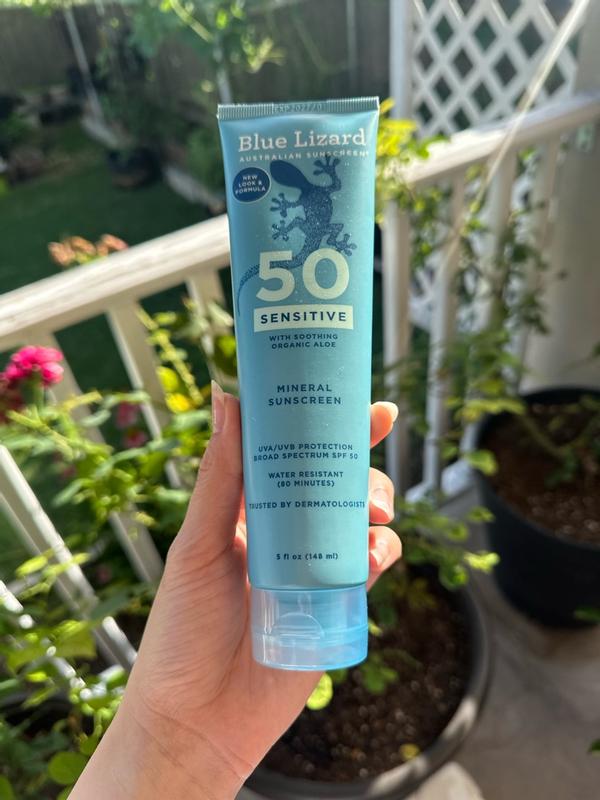 Blue Lizard
AUSTRALIAN SUNSCREEN®
NEW
LOOK &
FORMULA
50
SENSITIVE
WITH SOOTHING
ORGANIC ALOE
MINERAL
SUNSCREEN
UVA/UVB PROTECTION
BROAD SPECTRUM SPF 50
WATER RESISTANT
(80 MINUTES)
TRUSTED BY DERMATOLOGISTS
5 fl oz (148 ml)